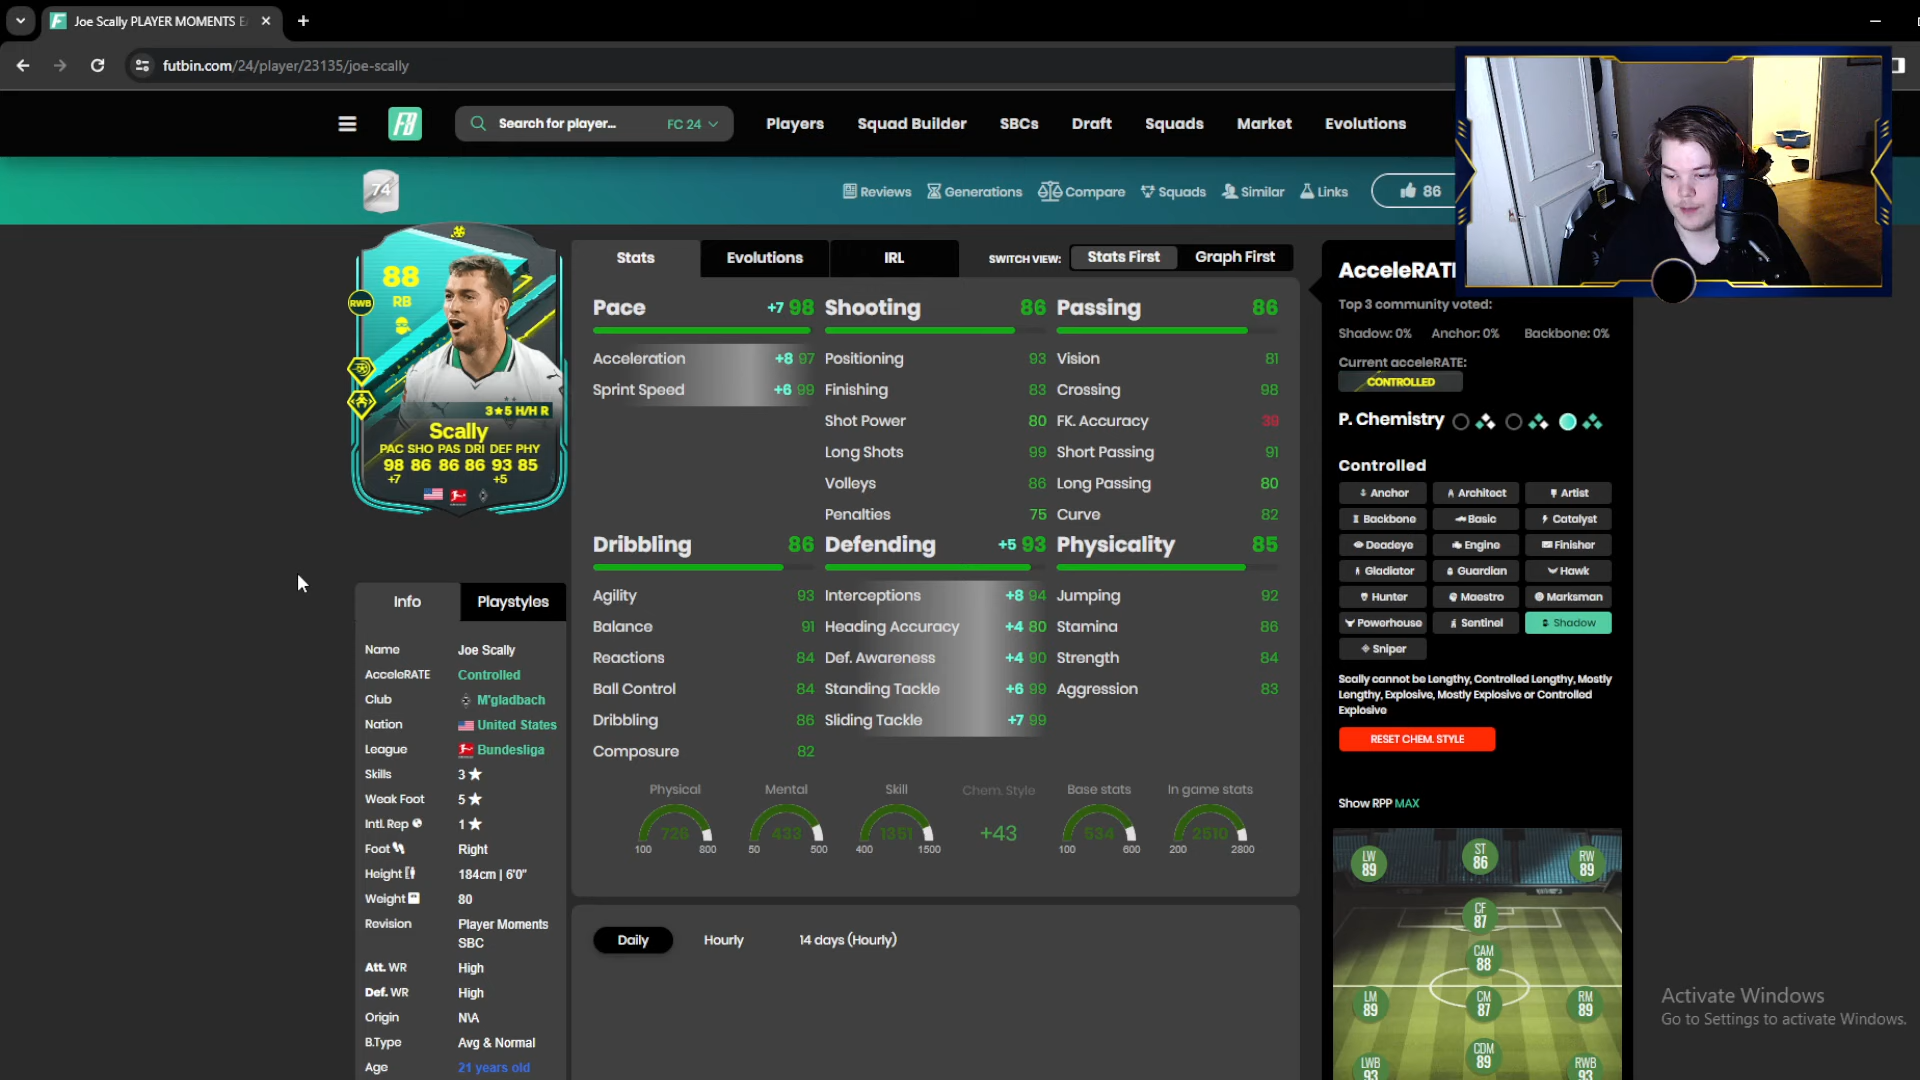 Joe Scally PLAYER MOMENTS E
futbin.com/24/player/23135/joe-scally
FB
Search for player...
FC 24
Players
Squad Builder
SBCs
Draft
Squads
Market
Evolutions
74
Reviews
Generations
Compare
Squads
Similar
Links
86
88
RB
RWB
3★5 H/H R
Scally
PAC SHO PAS DRI DEF PHY
98 86 86 86 93 85
+7 +5
Stats
Evolutions
IRL
SWITCH VIEW:
Stats First
Graph First
Pace +7 98
Acceleration +8 97
Sprint Speed +6 99
Shooting 86
Positioning 93
Finishing 83
Shot Power 80
Long Shots 99
Volleys 86
Penalties 75
Passing 86
Vision 81
Crossing 98
FK. Accuracy 39
Short Passing 91
Long Passing 80
Curve 82
Dribbling 86
Agility 93
Balance 91
Reactions 84
Ball Control 84
Dribbling 86
Composure 82
Defending +5 93
Interceptions +8 94
Heading Accuracy +4 80
Def. Awareness +4 90
Standing Tackle +6 99
Sliding Tackle +7 99
Physicality 85
Jumping 92
Stamina 86
Strength 84
Aggression 83
Physical
726
100 800
Mental
433
50 500
Skill
1351
400 1500
Chem. Style
+43
Base stats
534
100 600
In game stats
2510
200 2800
Daily
Hourly
14 days (Hourly)
Info
Playstyles
Name Joe Scally
AcceleRATE Controlled
Club M'gladbach
Nation United States
League Bundesliga
Skills 3 ★
Weak Foot 5 ★
Intl. Rep 1 ★
Foot Right
Height 184cm | 6'0"
Weight 80
Revision Player Moments
SBC
Att. WR High
Def. WR High
Origin N\A
B.Type Avg & Normal
Age 21 years old
AcceleRATE
Top 3 community voted:
Shadow: 0% Anchor: 0% Backbone: 0%
Current acceleRATE:
CONTROLLED
P. Chemistry
Controlled
Anchor Architect Artist
Backbone Basic Catalyst
Deadeye Engine Finisher
Gladiator Guardian Hawk
Hunter Maestro Marksman
Powerhouse Sentinel Shadow
Sniper
Scally cannot be Lengthy, Controlled Lengthy, Mostly
Lengthy, Explosive, Mostly Explosive or Controlled
Explosive
RESET CHEM. STYLE
Show RPP MAX
LW
89
ST
86
RW
89
CF
87
CAM
88
LM
89
CM
87
RM
89
LWB
93
CDM
89
RWB
93
Activate Windows
Go to Settings to activate Windows.